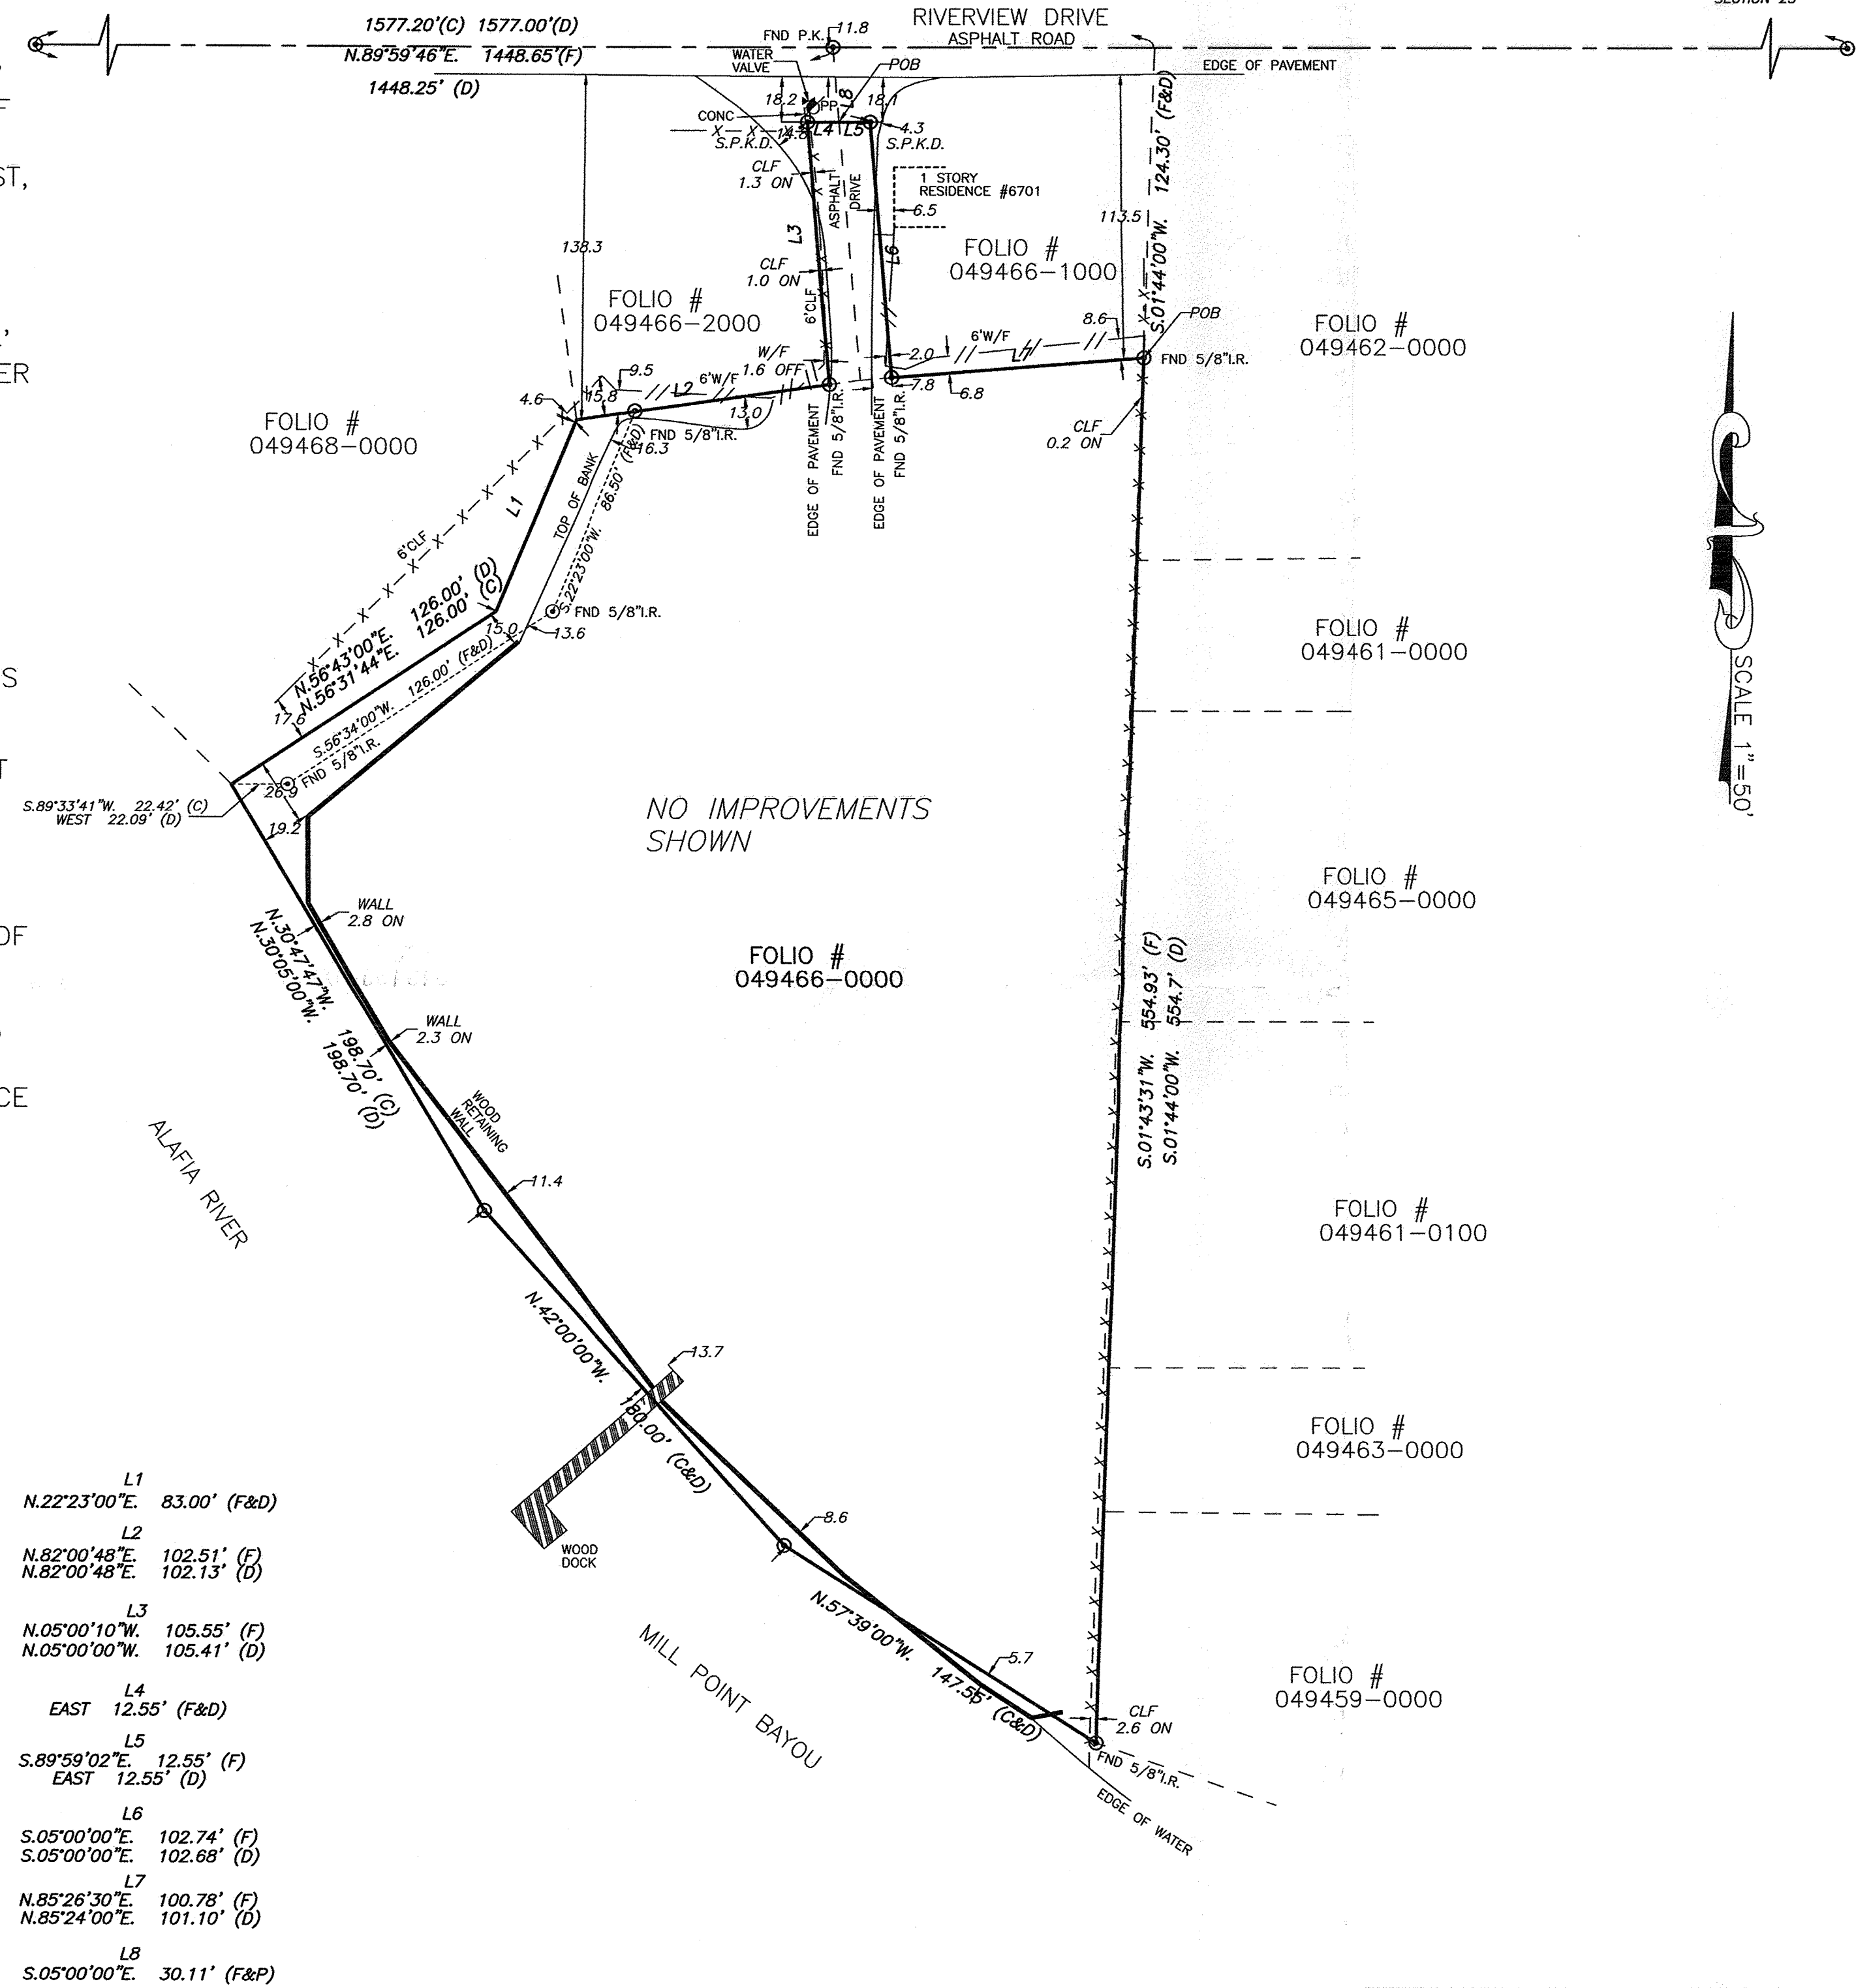 1577.20'(C) 1577.00'(D)
N.89°59'46"E. 1448.65'(F)
1448.25' (D)
FND P.K.
11.8
RIVERVIEW DRIVE
ASPHALT ROAD
EDGE OF PAVEMENT
WATER
VALVE
POB
18.2
PP
L8
18.1
CONC
L4
L5
4.3
S.P.K.D.
S.P.K.D.
CLF
1.3 ON
ASPHALT
DRIVE
1 STORY
RESIDENCE #6701
6.5
S.01°44'00"W. 124.30' (F&D)
113.5
138.3
L3
L6
CLF
1.0 ON
6'CLF
FOLIO #
049466-1000
FOLIO #
049466-2000
FOLIO #
049462-0000
POB
FND 5/8"I.R.
8.6
6'W/F
L7
2.0
7.8
6.8
W/F
1.6 OFF
9.5
L2
6'W/F
15.8
4.6
13.0
FND 5/8"I.R.
16.3
EDGE OF PAVEMENT
FND 5/8"I.R.
EDGE OF PAVEMENT
FND 5/8"I.R.
CLF
0.2 ON
FOLIO #
049468-0000
L1
TOP OF BANK
S.22°23'00"W. 86.50' (F&D)
6'CLF
FND 5/8"I.R.
N.56°43'00"E. 126.00' (D)
N.56°31'44"E. 126.00' (C)
15.0
13.6
S.56°34'00"W. 126.00' (F&D)
17.6
FND 5/8"I.R.
26.9
S.89°33'41"W. 22.42' (C)
WEST 22.09' (D)
19.2
FOLIO #
049461-0000
SCALE 1"=50'
NO IMPROVEMENTS
SHOWN
WALL
2.8 ON
N.30°47'47"W. 198.70' (C)
N.30°05'00"W. 198.70' (D)
FOLIO #
049465-0000
FOLIO #
049466-0000
WALL
2.3 ON
S.01°43'31"W. 554.93' (F)
S.01°44'00"W. 554.7' (D)
WOOD
RETAINING
WALL
11.4
ALAFIA RIVER
FOLIO #
049461-0100
N.42°00'00"W. 180.00' (C&D)
13.7
WOOD
DOCK
8.6
FOLIO #
049463-0000
N.57°39'00"W. 147.55' (C&D)
5.7
MILL POINT BAYOU
FOLIO #
049459-0000
CLF
2.6 ON
FND 5/8"I.R.
EDGE OF WATER
L1
N.22°23'00"E. 83.00' (F&D)
L2
N.82°00'48"E. 102.51' (F)
N.82°00'48"E. 102.13' (D)
L3
N.05°00'10"W. 105.55' (F)
N.05°00'00"W. 105.41' (D)
L4
EAST 12.55' (F&D)
L5
S.89°59'02"E. 12.55' (F)
EAST 12.55' (D)
L6
S.05°00'00"E. 102.74' (F)
S.05°00'00"E. 102.68' (D)
L7
N.85°26'30"E. 100.78' (F)
N.85°24'00"E. 101.10' (D)
L8
S.05°00'00"E. 30.11' (F&P)